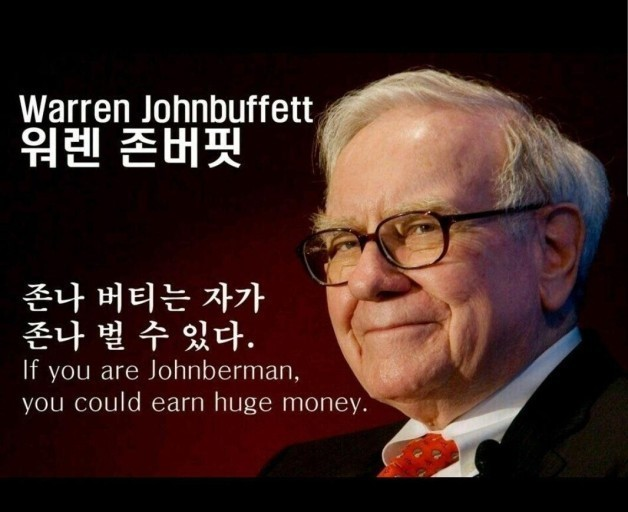 Warren Johnbuffett
워렌 존버핏
존나 버티는 자가
존나 벌 수 있다.
If you are Johnberman,
you could earn huge money.